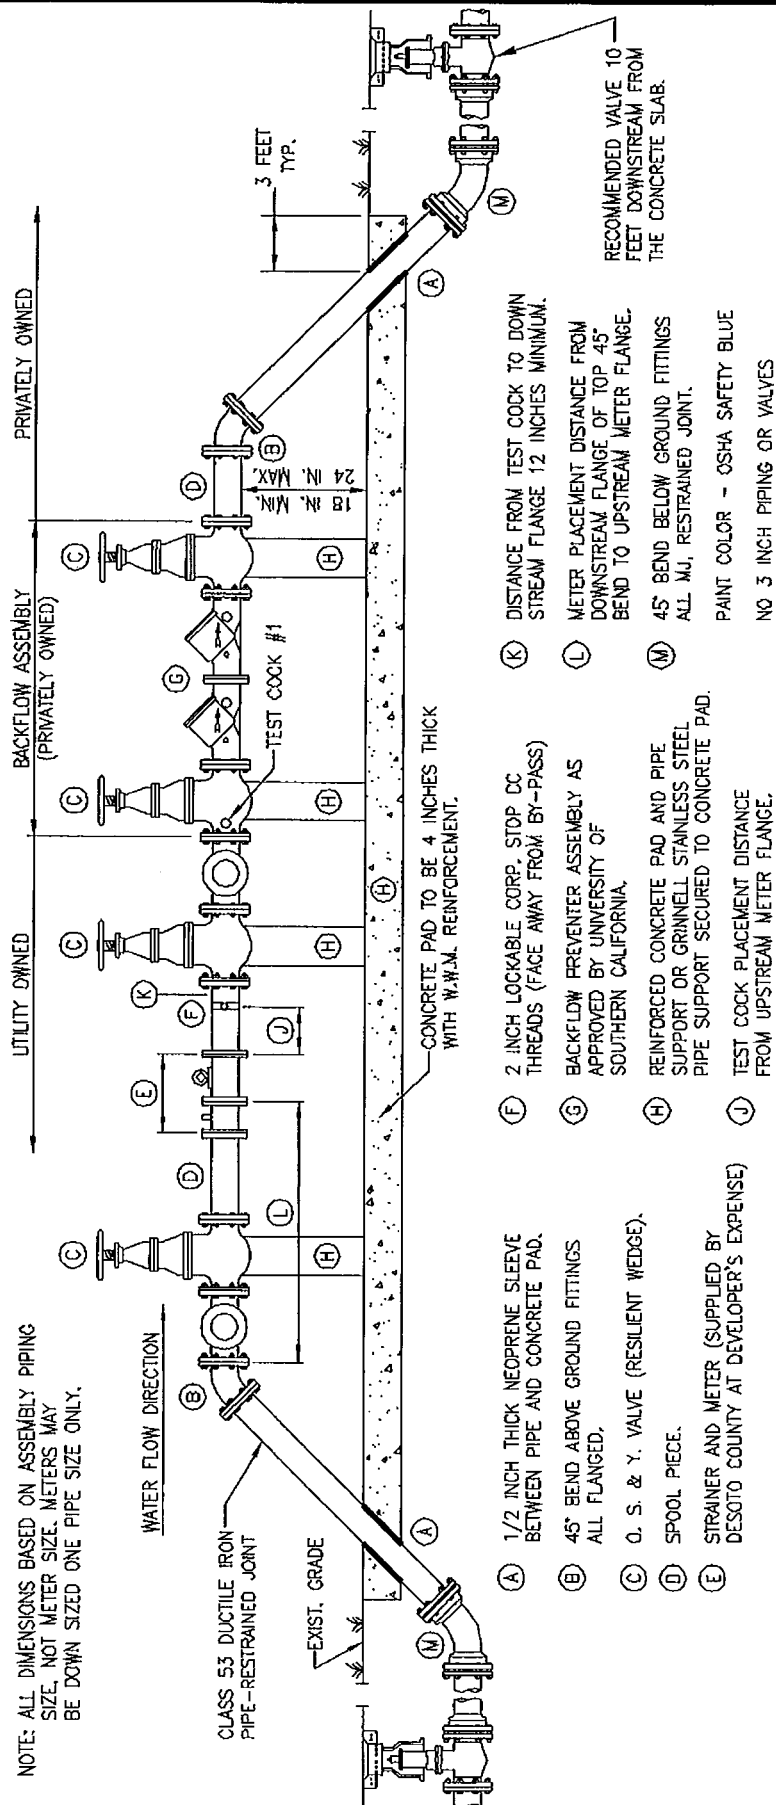 NOTE: ALL DIMENSIONS BASED ON ASSEMBLY PIPING
SIZE, NOT METER SIZE. METERS MAY
BE DOWN SIZED ONE PIPE SIZE ONLY.
UTILITY OWNED
BACKFLOW ASSEMBLY
(PRIVATELY OWNED)
PRIVATELY OWNED
WATER FLOW DIRECTION
C
C
C
C
B
D
E
F
K
G
D
B
L
J
H
H
H
H
H
TEST COCK #1
18 IN. MIN.
24 IN. MAX.
3 FEET
TYP.
CLASS 53 DUCTILE IRON
PIPE-RESTRAINED JOINT
EXIST. GRADE
M
A
A
M
CONCRETE PAD TO BE 4 INCHES THICK
WITH W.W.M. REINFORCEMENT.
RECOMMENDED VALVE 10
FEET DOWNSTREAM FROM
THE CONCRETE SLAB.
A 1/2 INCH THICK NEOPRENE SLEEVE
BETWEEN PIPE AND CONCRETE PAD.
B 45° BEND ABOVE GROUND FITTINGS
ALL FLANGED.
C O. S. & Y. VALVE (RESILIENT WEDGE).
D SPOOL PIECE.
E STRAINER AND METER (SUPPLIED BY
DESOTO COUNTY AT DEVELOPER'S EXPENSE)
F 2 INCH LOCKABLE CORP. STOP CC
THREADS (FACE AWAY FROM BY-PASS)
G BACKFLOW PREVENTER ASSEMBLY AS
APPROVED BY UNIVERSITY OF
SOUTHERN CALIFORNIA.
H REINFORCED CONCRETE PAD AND PIPE
SUPPORT OR GRINNELL STAINLESS STEEL
PIPE SUPPORT SECURED TO CONCRETE PAD.
J TEST COCK PLACEMENT DISTANCE
FROM UPSTREAM METER FLANGE.
K DISTANCE FROM TEST COCK TO DOWN
STREAM FLANGE 12 INCHES MINIMUM.
L METER PLACEMENT DISTANCE FROM
DOWNSTREAM FLANGE OF TOP 45°
BEND TO UPSTREAM METER FLANGE.
M 45° BEND BELOW GROUND FITTINGS
ALL MJ, RESTRAINED JOINT.
PAINT COLOR - OSHA SAFETY BLUE
NO 3 INCH PIPING OR VALVES